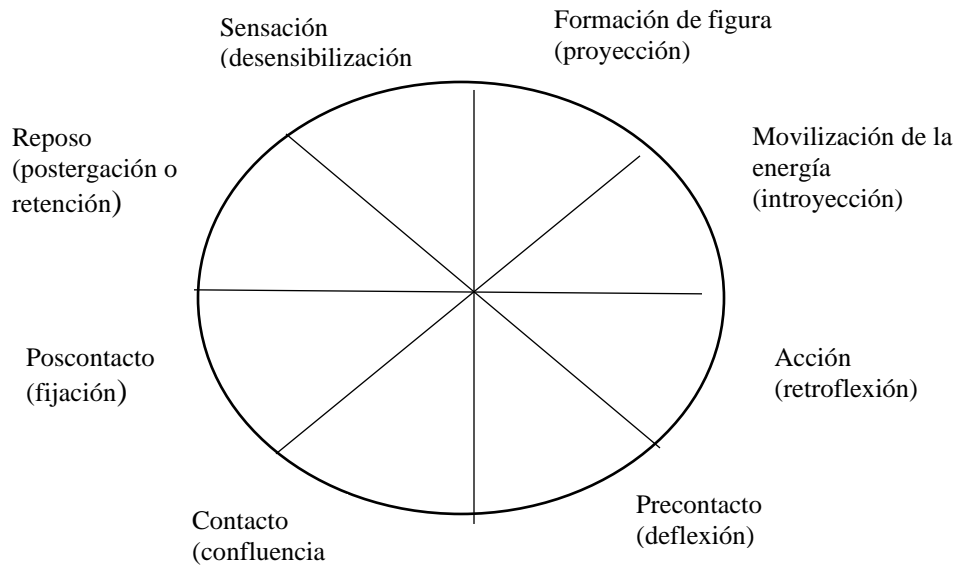 Sensación
(desensibilización
Formación de figura
(proyección)
Reposo
(postergación o
retención)
Movilización de la
energía
(introyección)
Poscontacto
(fijación)
Acción
(retroflexión)
Contacto
(confluencia
Precontacto
(deflexión)